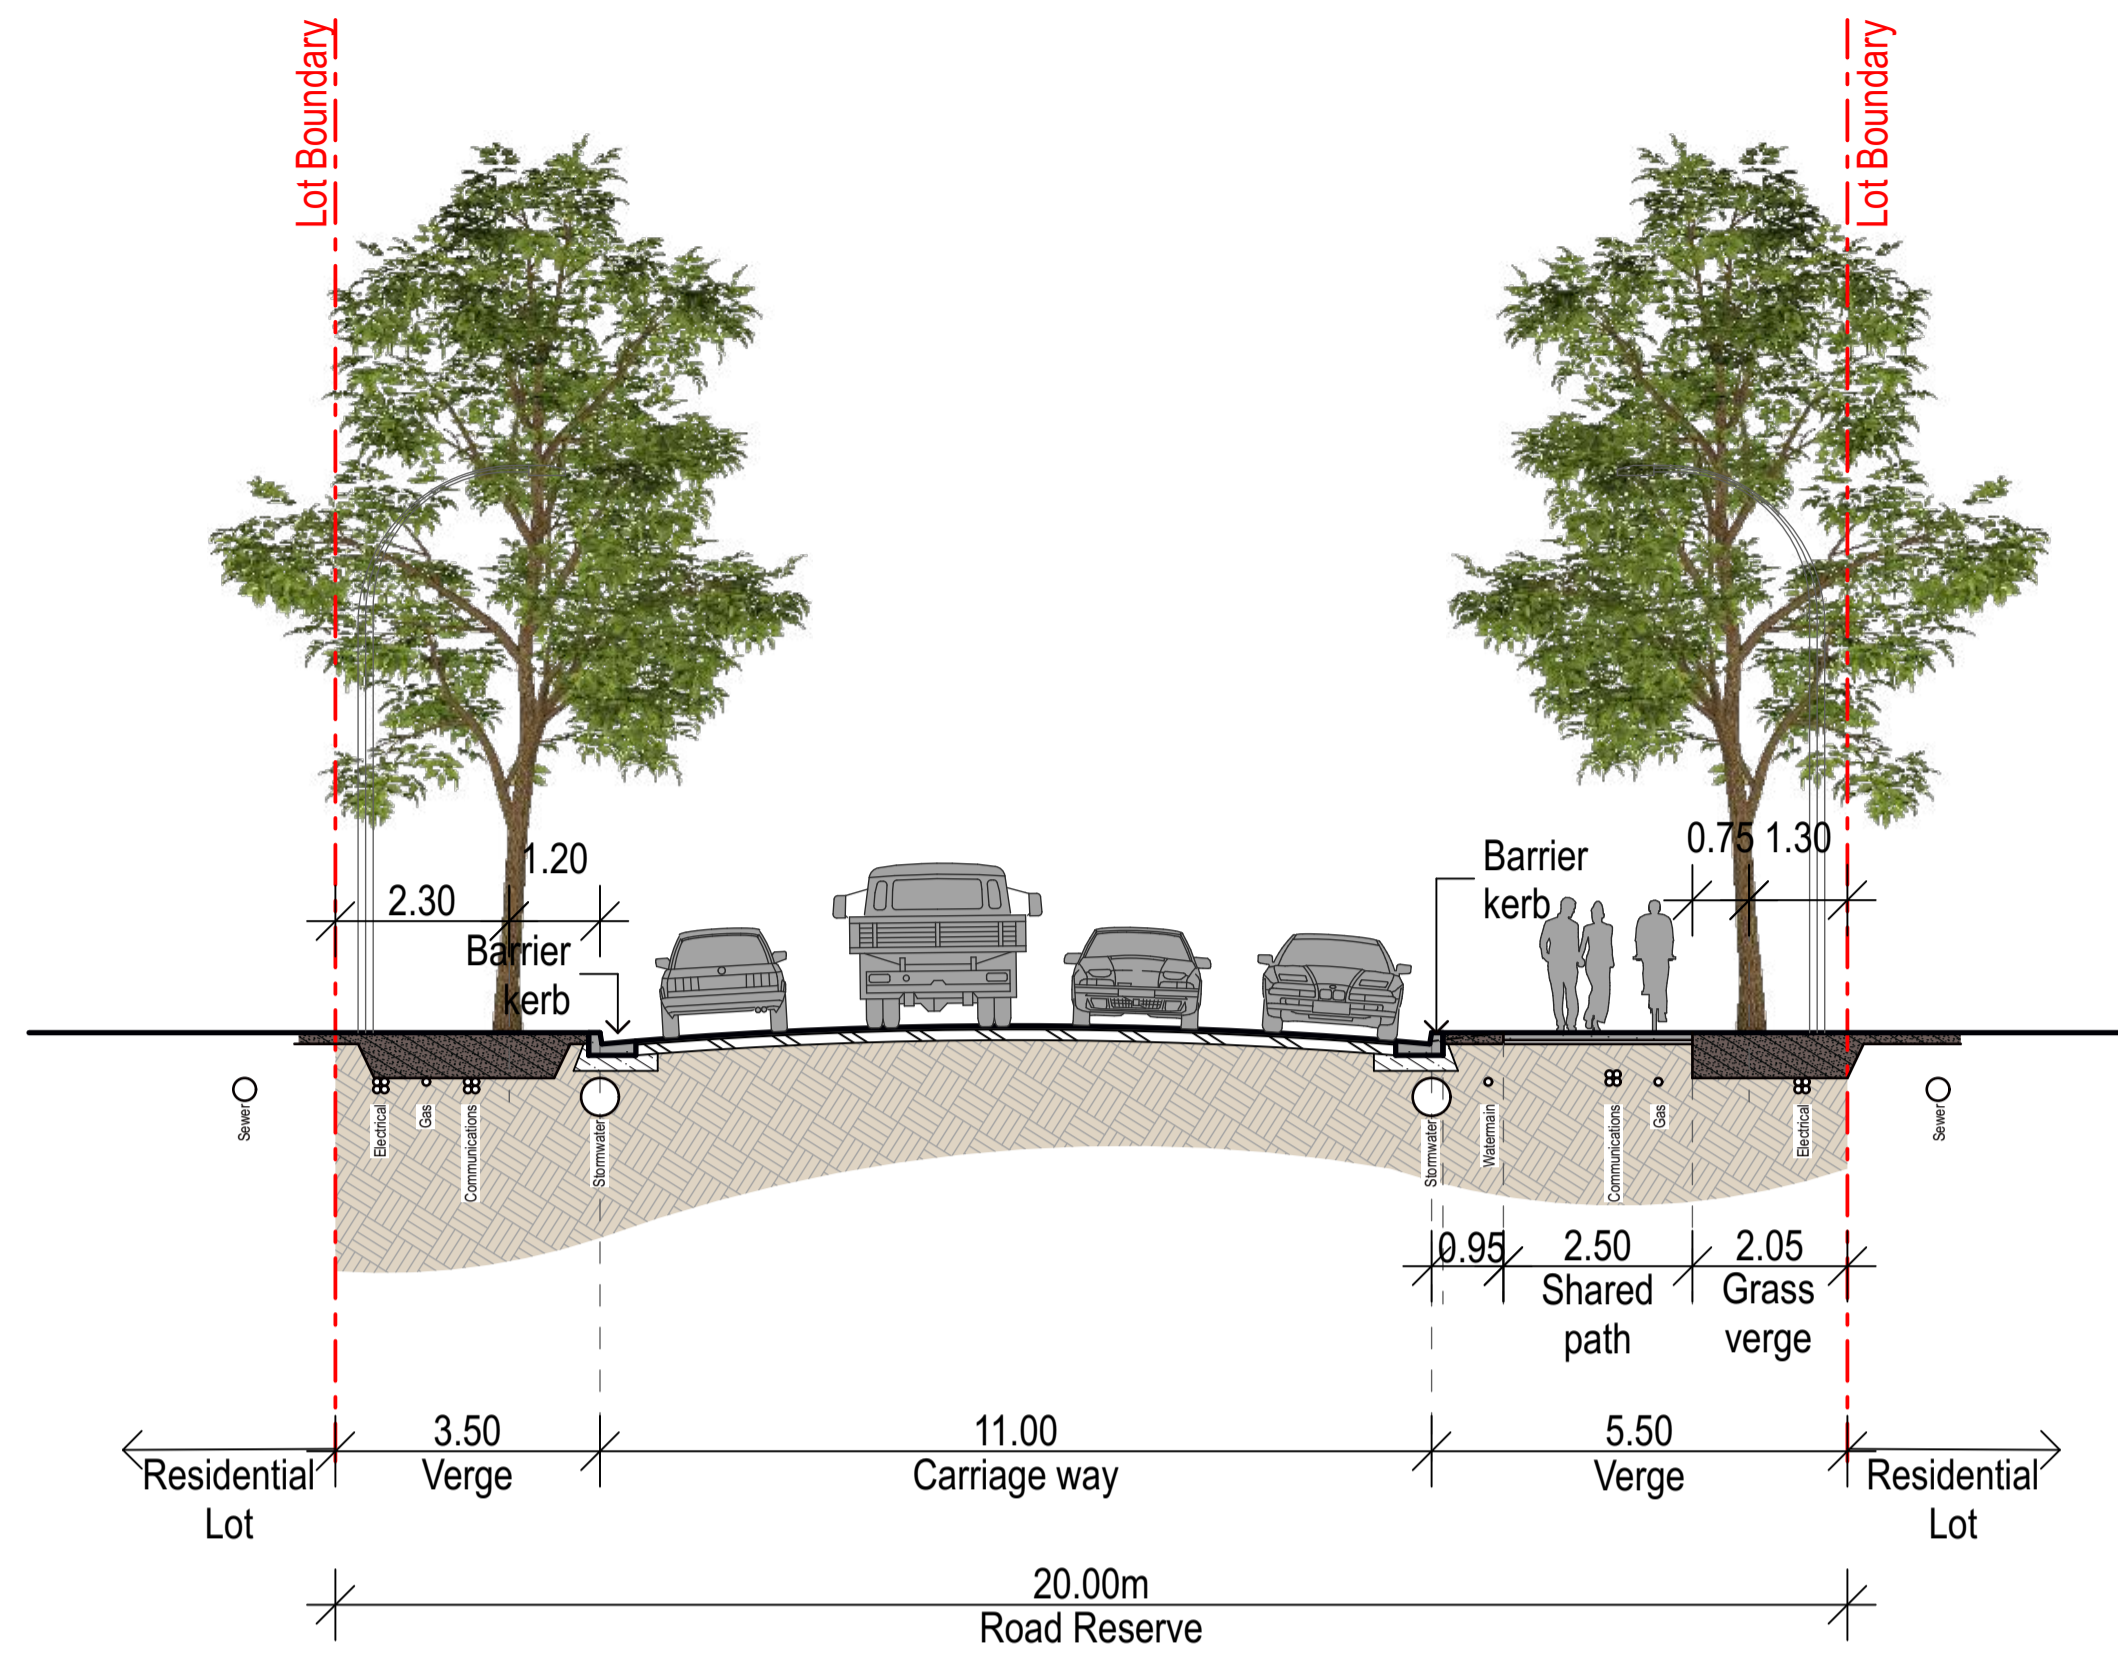 Lot Boundary
Lot Boundary
0.75
1.30
1.20
2.30
Barrier
kerb
Barrier
kerb
Sewer
Electrical
Gas
Communications
Stormwater
Stormwater
Watermain
Communications
Gas
Electrical
Sewer
0.95
2.50
2.05
Shared
path
Grass
verge
3.50
11.00
5.50
Residential
Lot
Verge
Carriage way
Verge
Residential
Lot
20.00m
Road Reserve